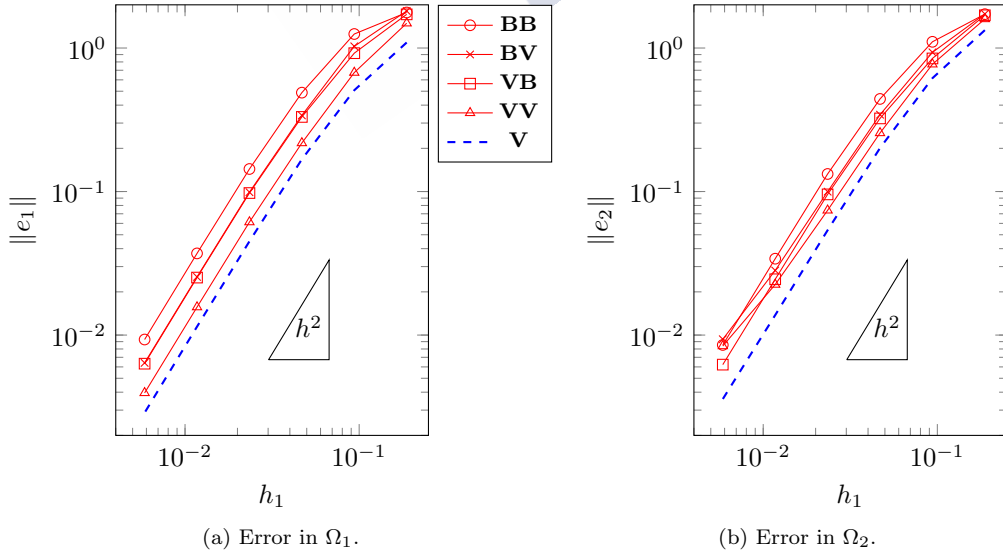 10^0
10^{-1}
10^{-2}
‖e_1‖
10^{-2} 10^{-1}
h_1
h^2
(a) Error in Ω_1.
BB
BV
VB
VV
V
10^0
10^{-1}
10^{-2}
‖e_2‖
10^{-2} 10^{-1}
h_1
h^2
(b) Error in Ω_2.